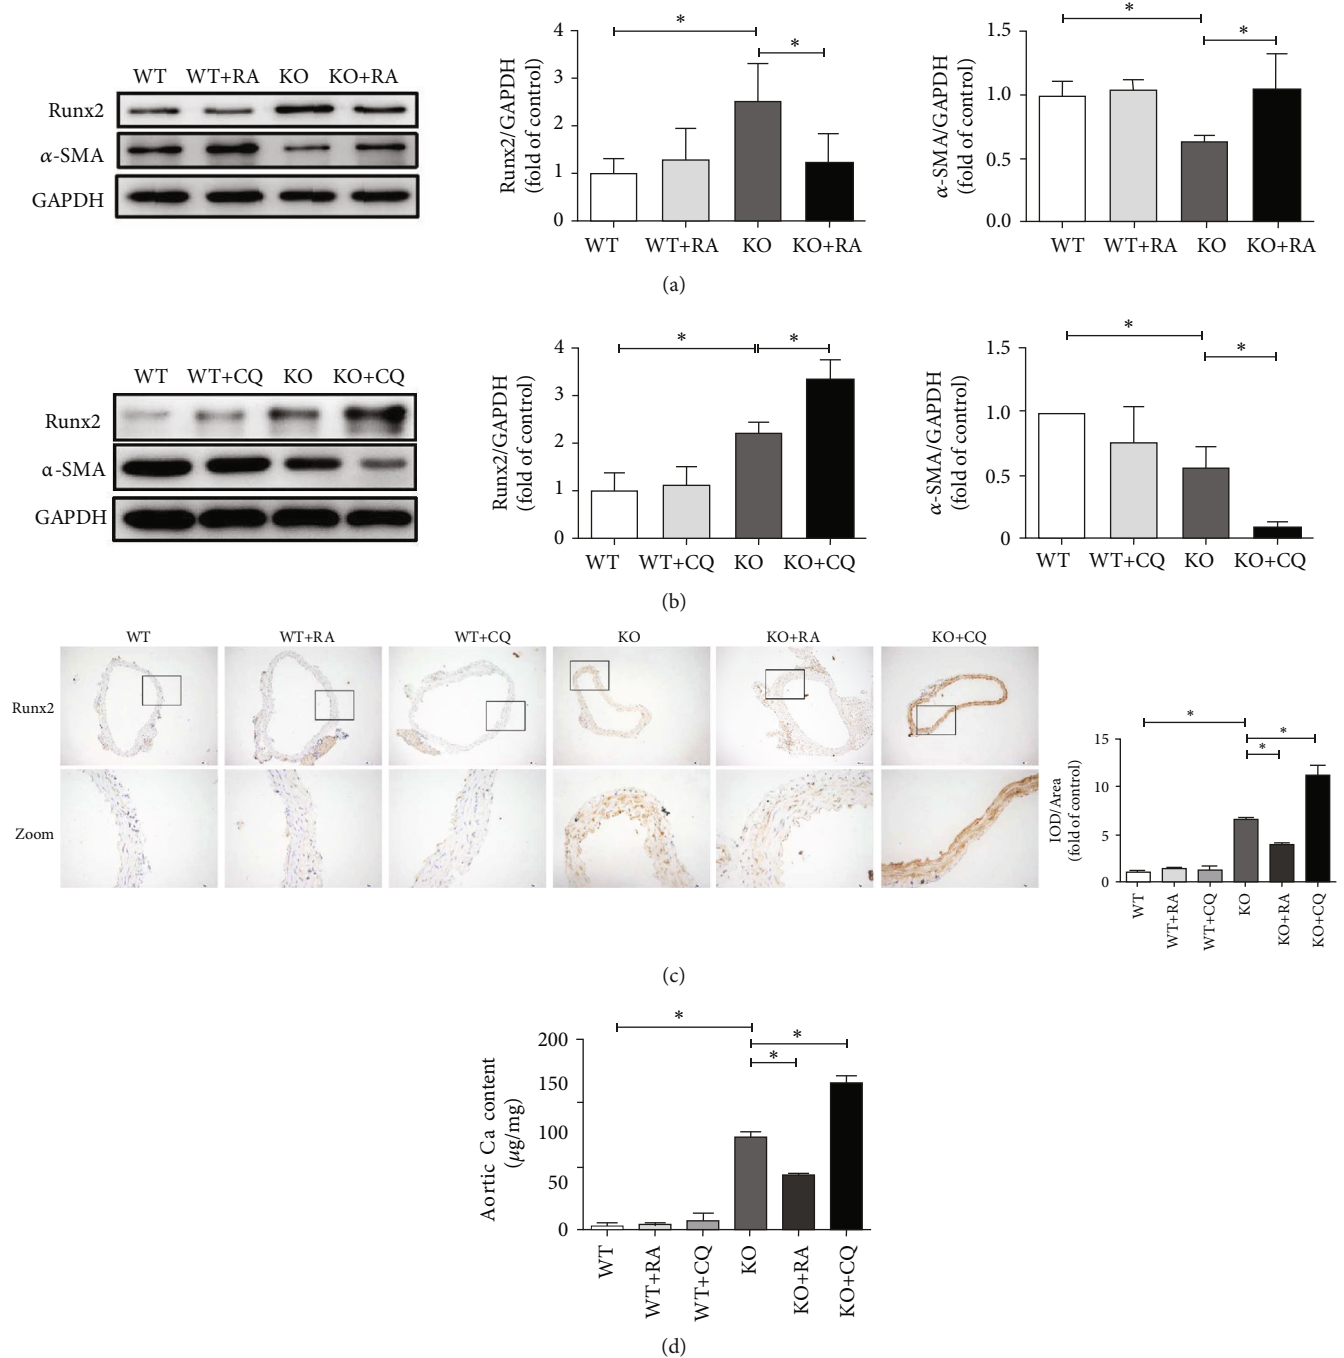 WT WT+RA KO KO+RA
Runx2
α-SMA
GAPDH
Runx2/GAPDH
(fold of control)
4
3
2
1
0
WT WT+RA KO KO+RA
*
*
α-SMA/GAPDH
(fold of control)
1.5
1.0
0.5
0.0
WT WT+RA KO KO+RA
*
*
(a)
WT WT+CQ KO KO+CQ
Runx2
α-SMA
GAPDH
Runx2/GAPDH
(fold of control)
4
3
2
1
0
WT WT+CQ KO KO+CQ
*
*
α-SMA/GAPDH
(fold of control)
1.5
1.0
0.5
0
WT WT+CQ KO KO+CQ
*
*
(b)
WT WT+RA WT+CQ KO KO+RA KO+CQ
Runx2
Zoom
IOD/Area
(fold of control)
15
10
5
0
WT
WT+RA
WT+CQ
KO
KO+RA
KO+CQ
*
*
*
(c)
Aortic Ca content
(μg/mg)
200
150
100
50
0
WT
WT+RA
WT+CQ
KO
KO+RA
KO+CQ
*
*
*
(d)